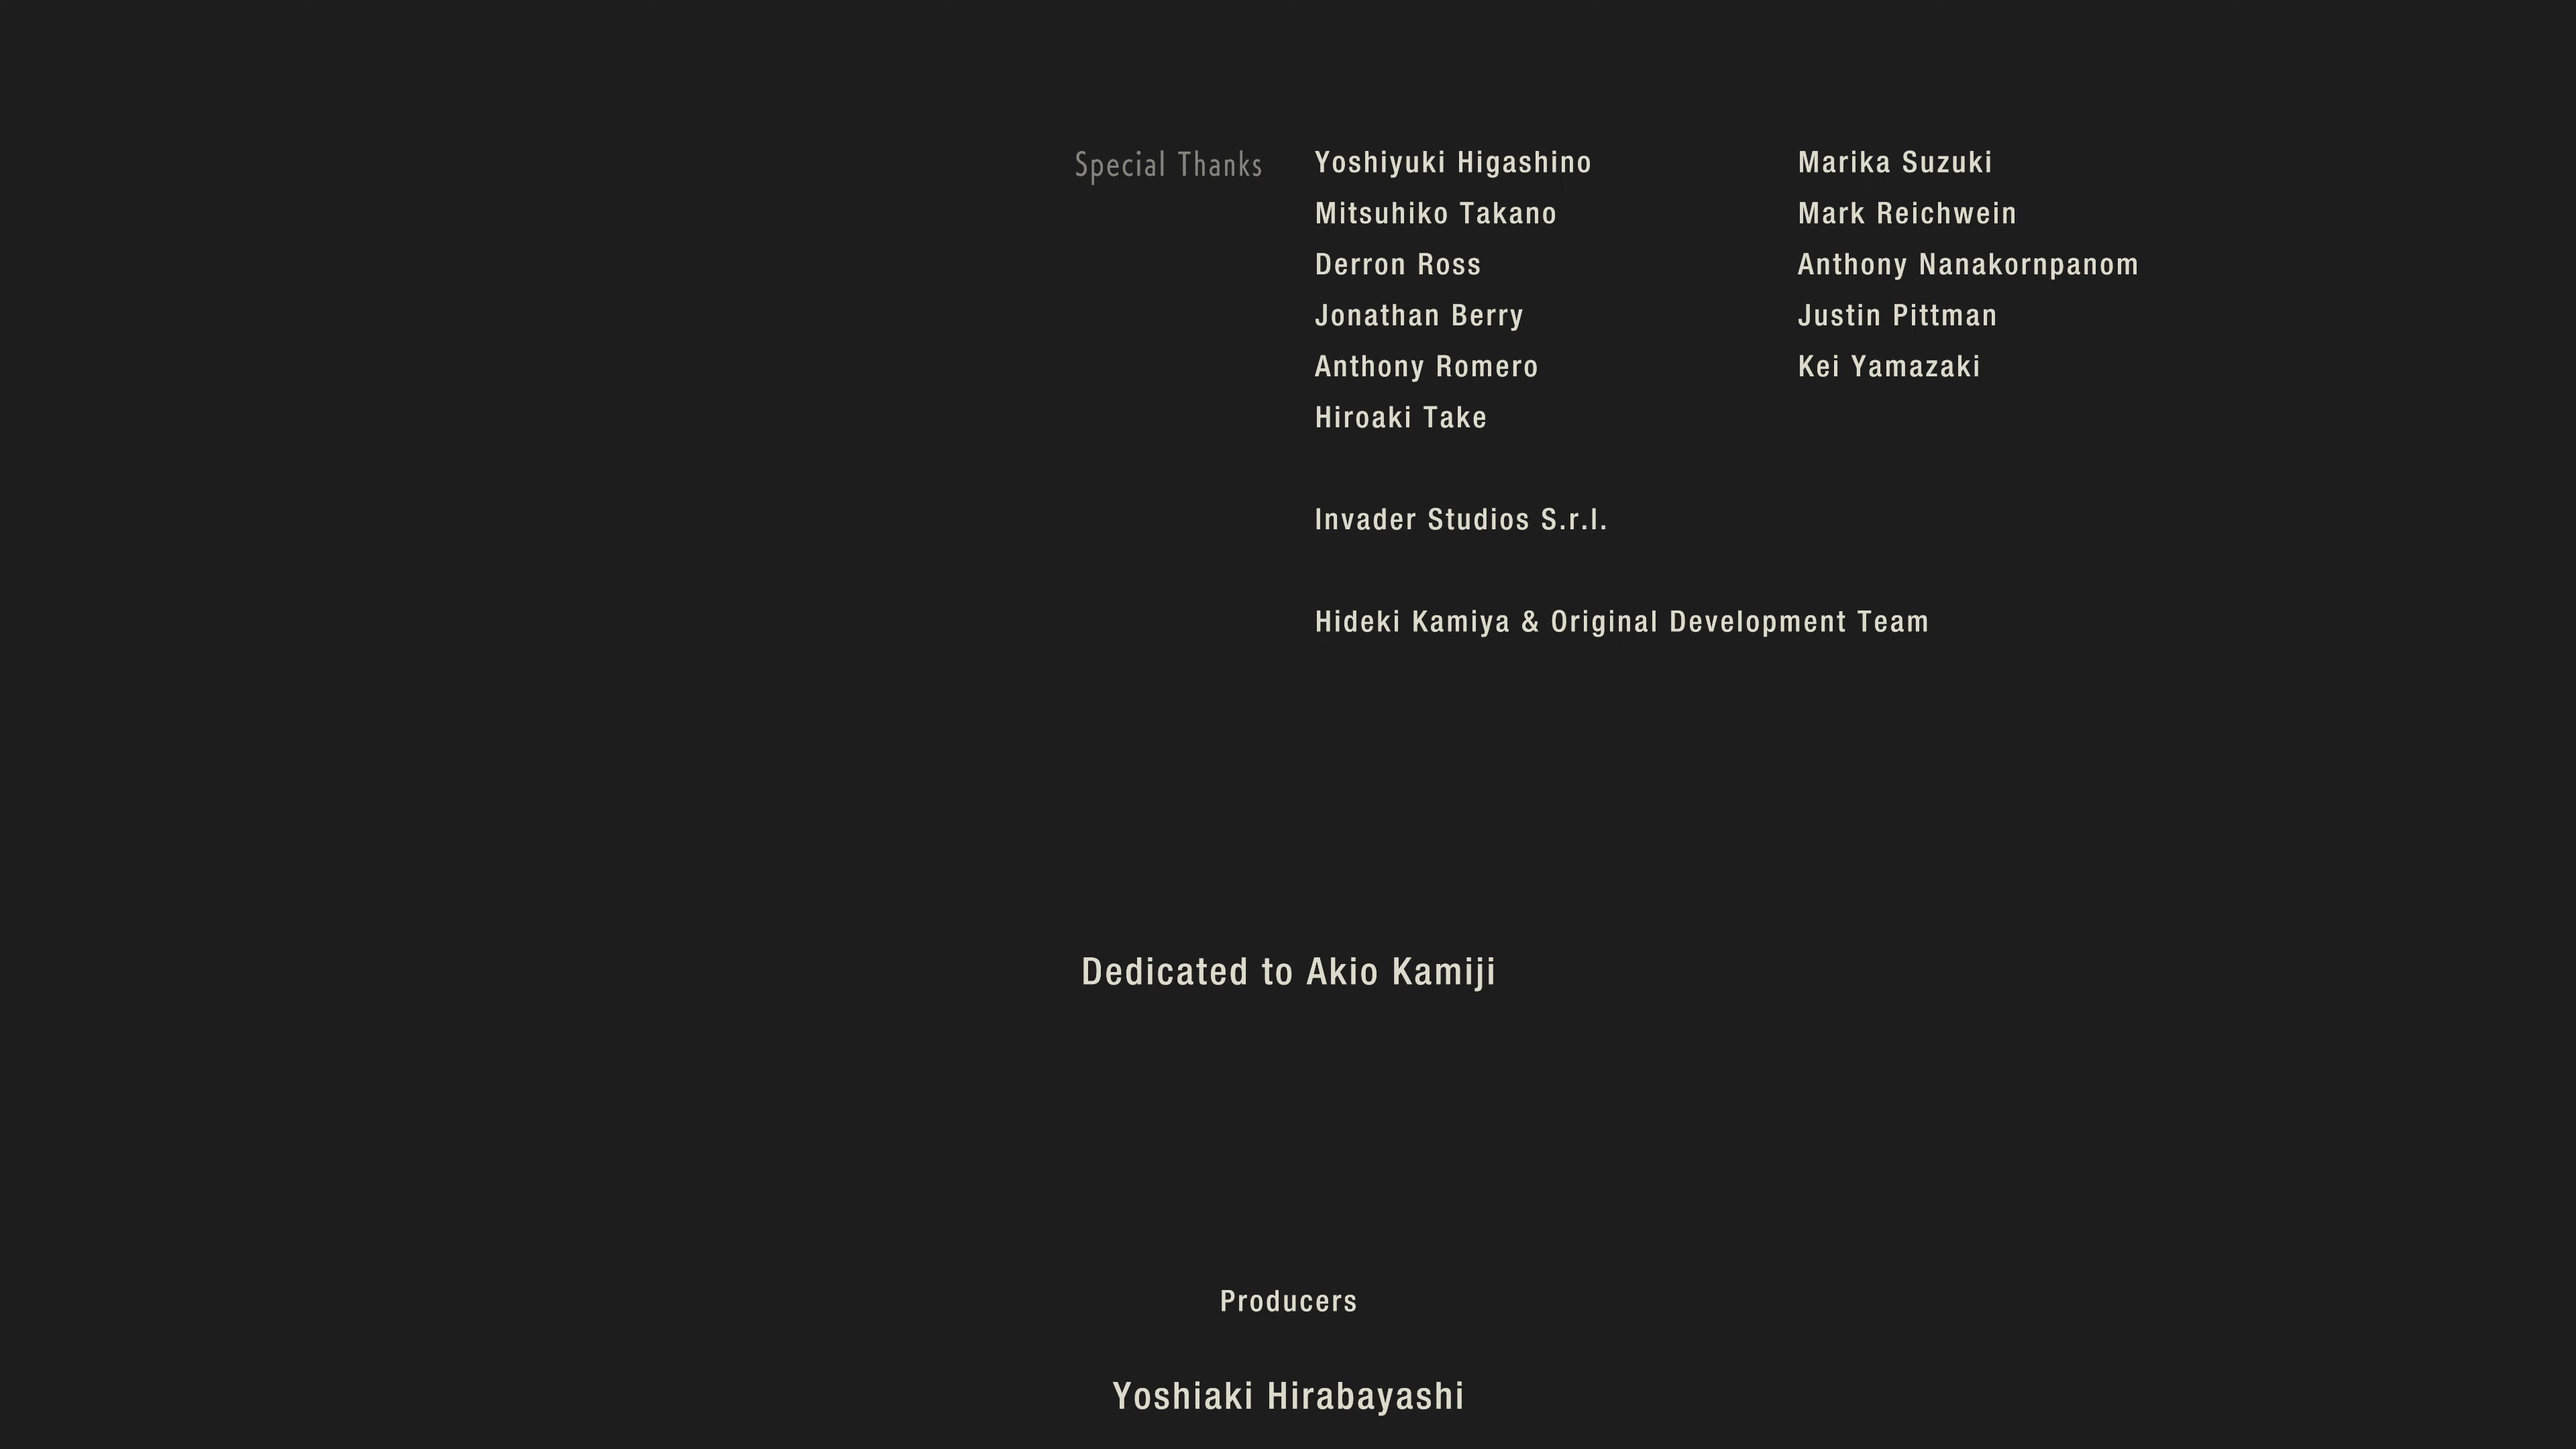 Special Thanks
Yoshiyuki Higashino
Marika Suzuki
Mitsuhiko Takano
Mark Reichwein
Derron Ross
Anthony Nanakornpanom
Jonathan Berry
Justin Pittman
Anthony Romero
Kei Yamazaki
Hiroaki Take
Invader Studios S.r.l.
Hideki Kamiya & Original Development Team
Dedicated to Akio Kamiji
Producers
Yoshiaki Hirabayashi